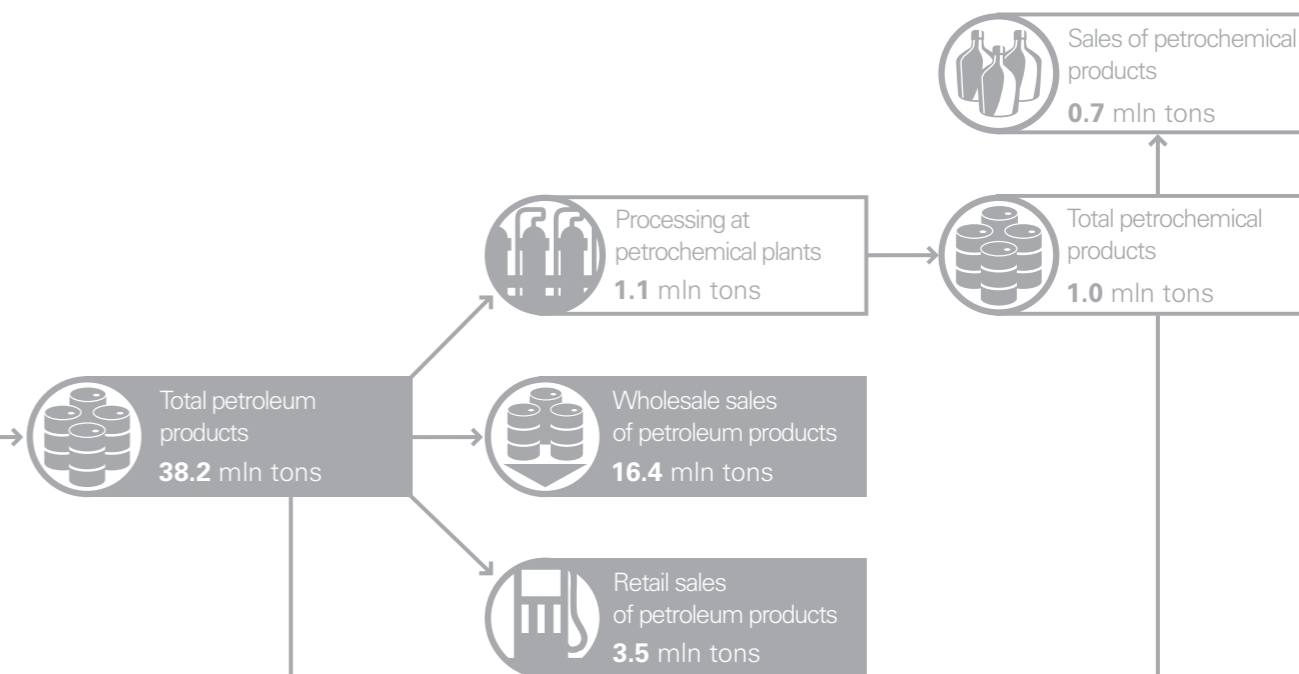 Sales of petrochemical
products
0.7 mln tons
Processing at
petrochemical plants
1.1 mln tons
Total petrochemical
products
1.0 mln tons
Total petroleum
products
38.2 mln tons
Wholesale sales
of petroleum products
16.4 mln tons
Retail sales
of petroleum products
3.5 mln tons